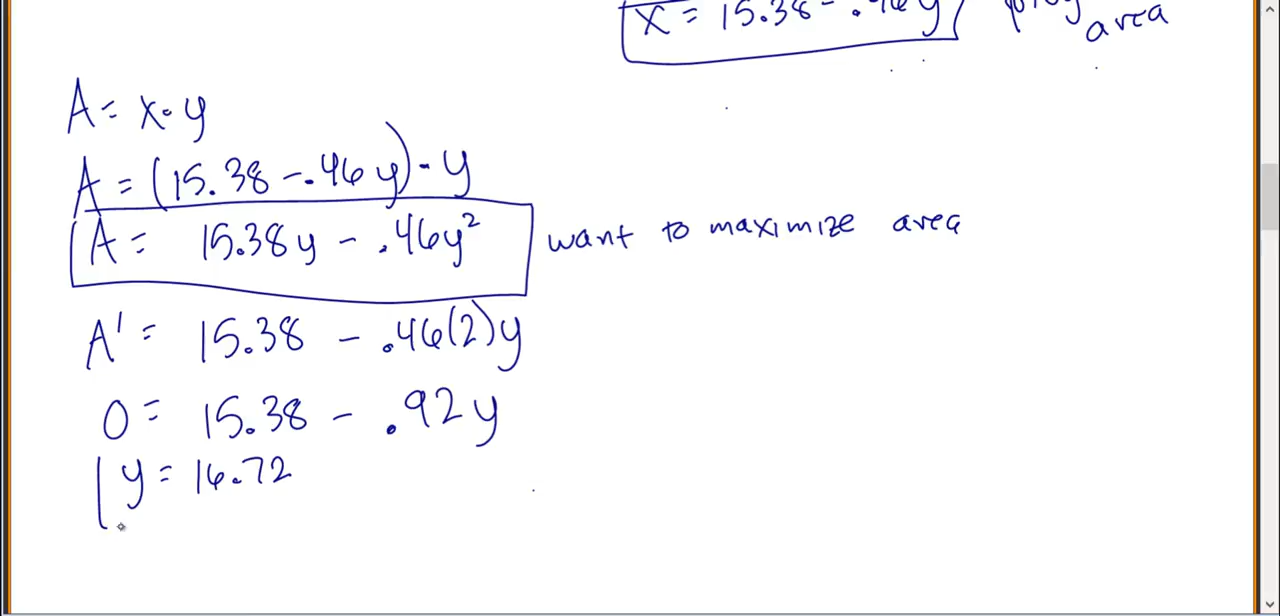 x = 15.38 - .46y
area
A = x·y
A = (15.38 - .46y)·y
A = 15.38y - .46y² want to maximize area
A' = 15.38 - .46(2)y
0 = 15.38 - .92y
y = 16.72